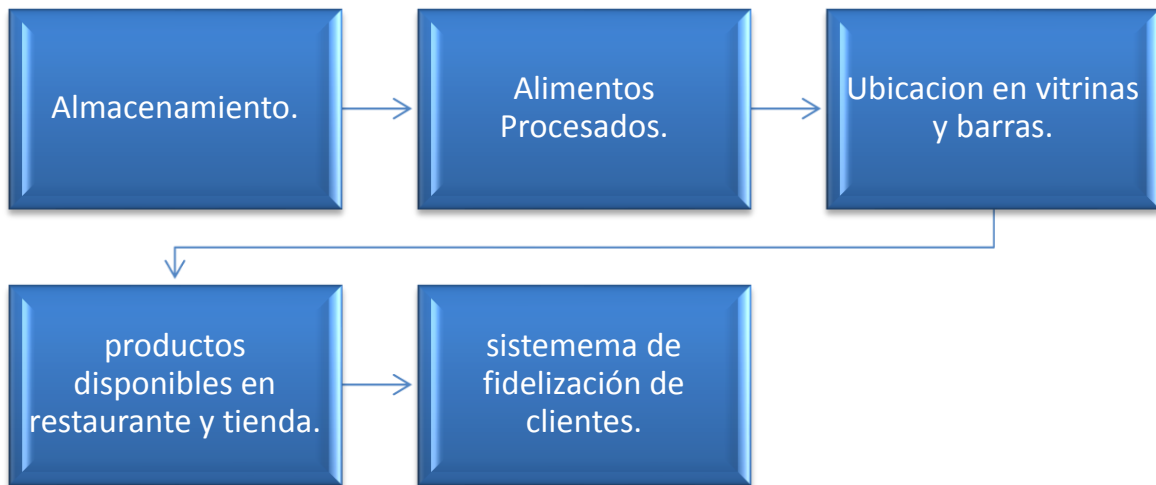 Almacenamiento.
Alimentos
Procesados.
Ubicacion en vitrinas
y barras.
productos
disponibles en
restaurante y tienda.
sistemema de
fidelización de
clientes.